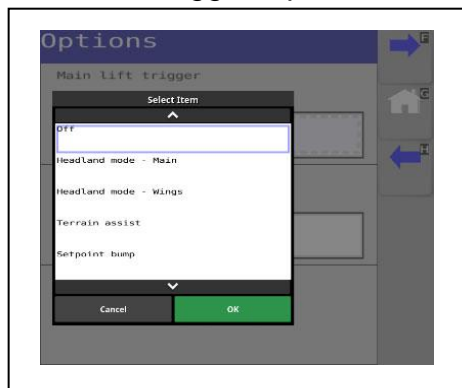 Options
F
Main lift trigger
Select Item
G
Off
Headland mode - Main
H
Headland mode - Wings
Terrain assist
Setpoint bump
Cancel
OK